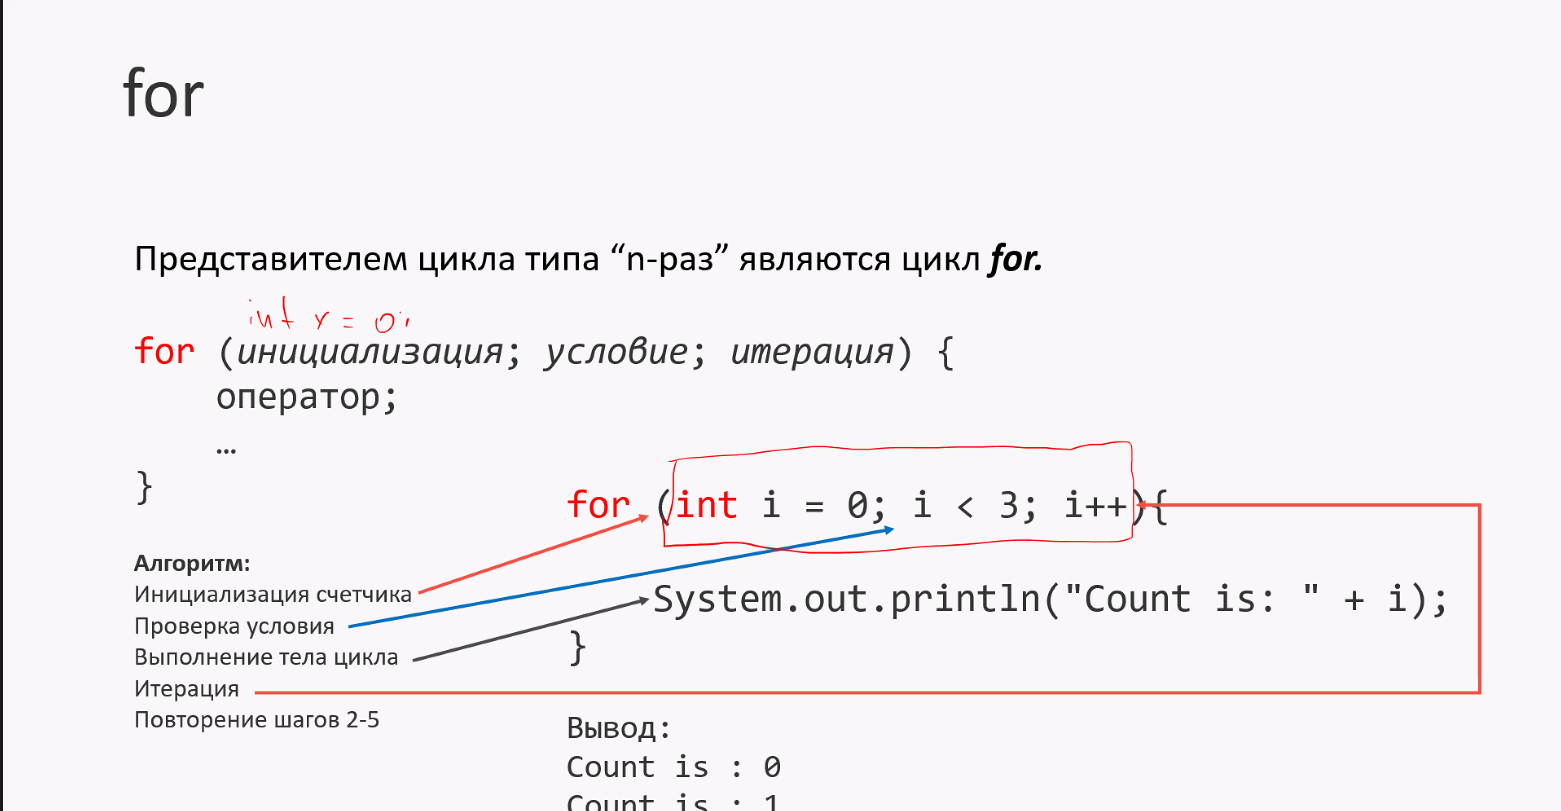 for
Представителем цикла типа “n-раз” являются цикл for.
int x = 0;
for (инициализация; условие; итерация) {
оператор;
…
}
for (int i = 0; i < 3; i++){
System.out.println("Count is: " + i);
}
Алгоритм:
Инициализация счетчика
Проверка условия
Выполнение тела цикла
Итерация
Повторение шагов 2-5
Вывод:
Count is : 0
Count is : 1